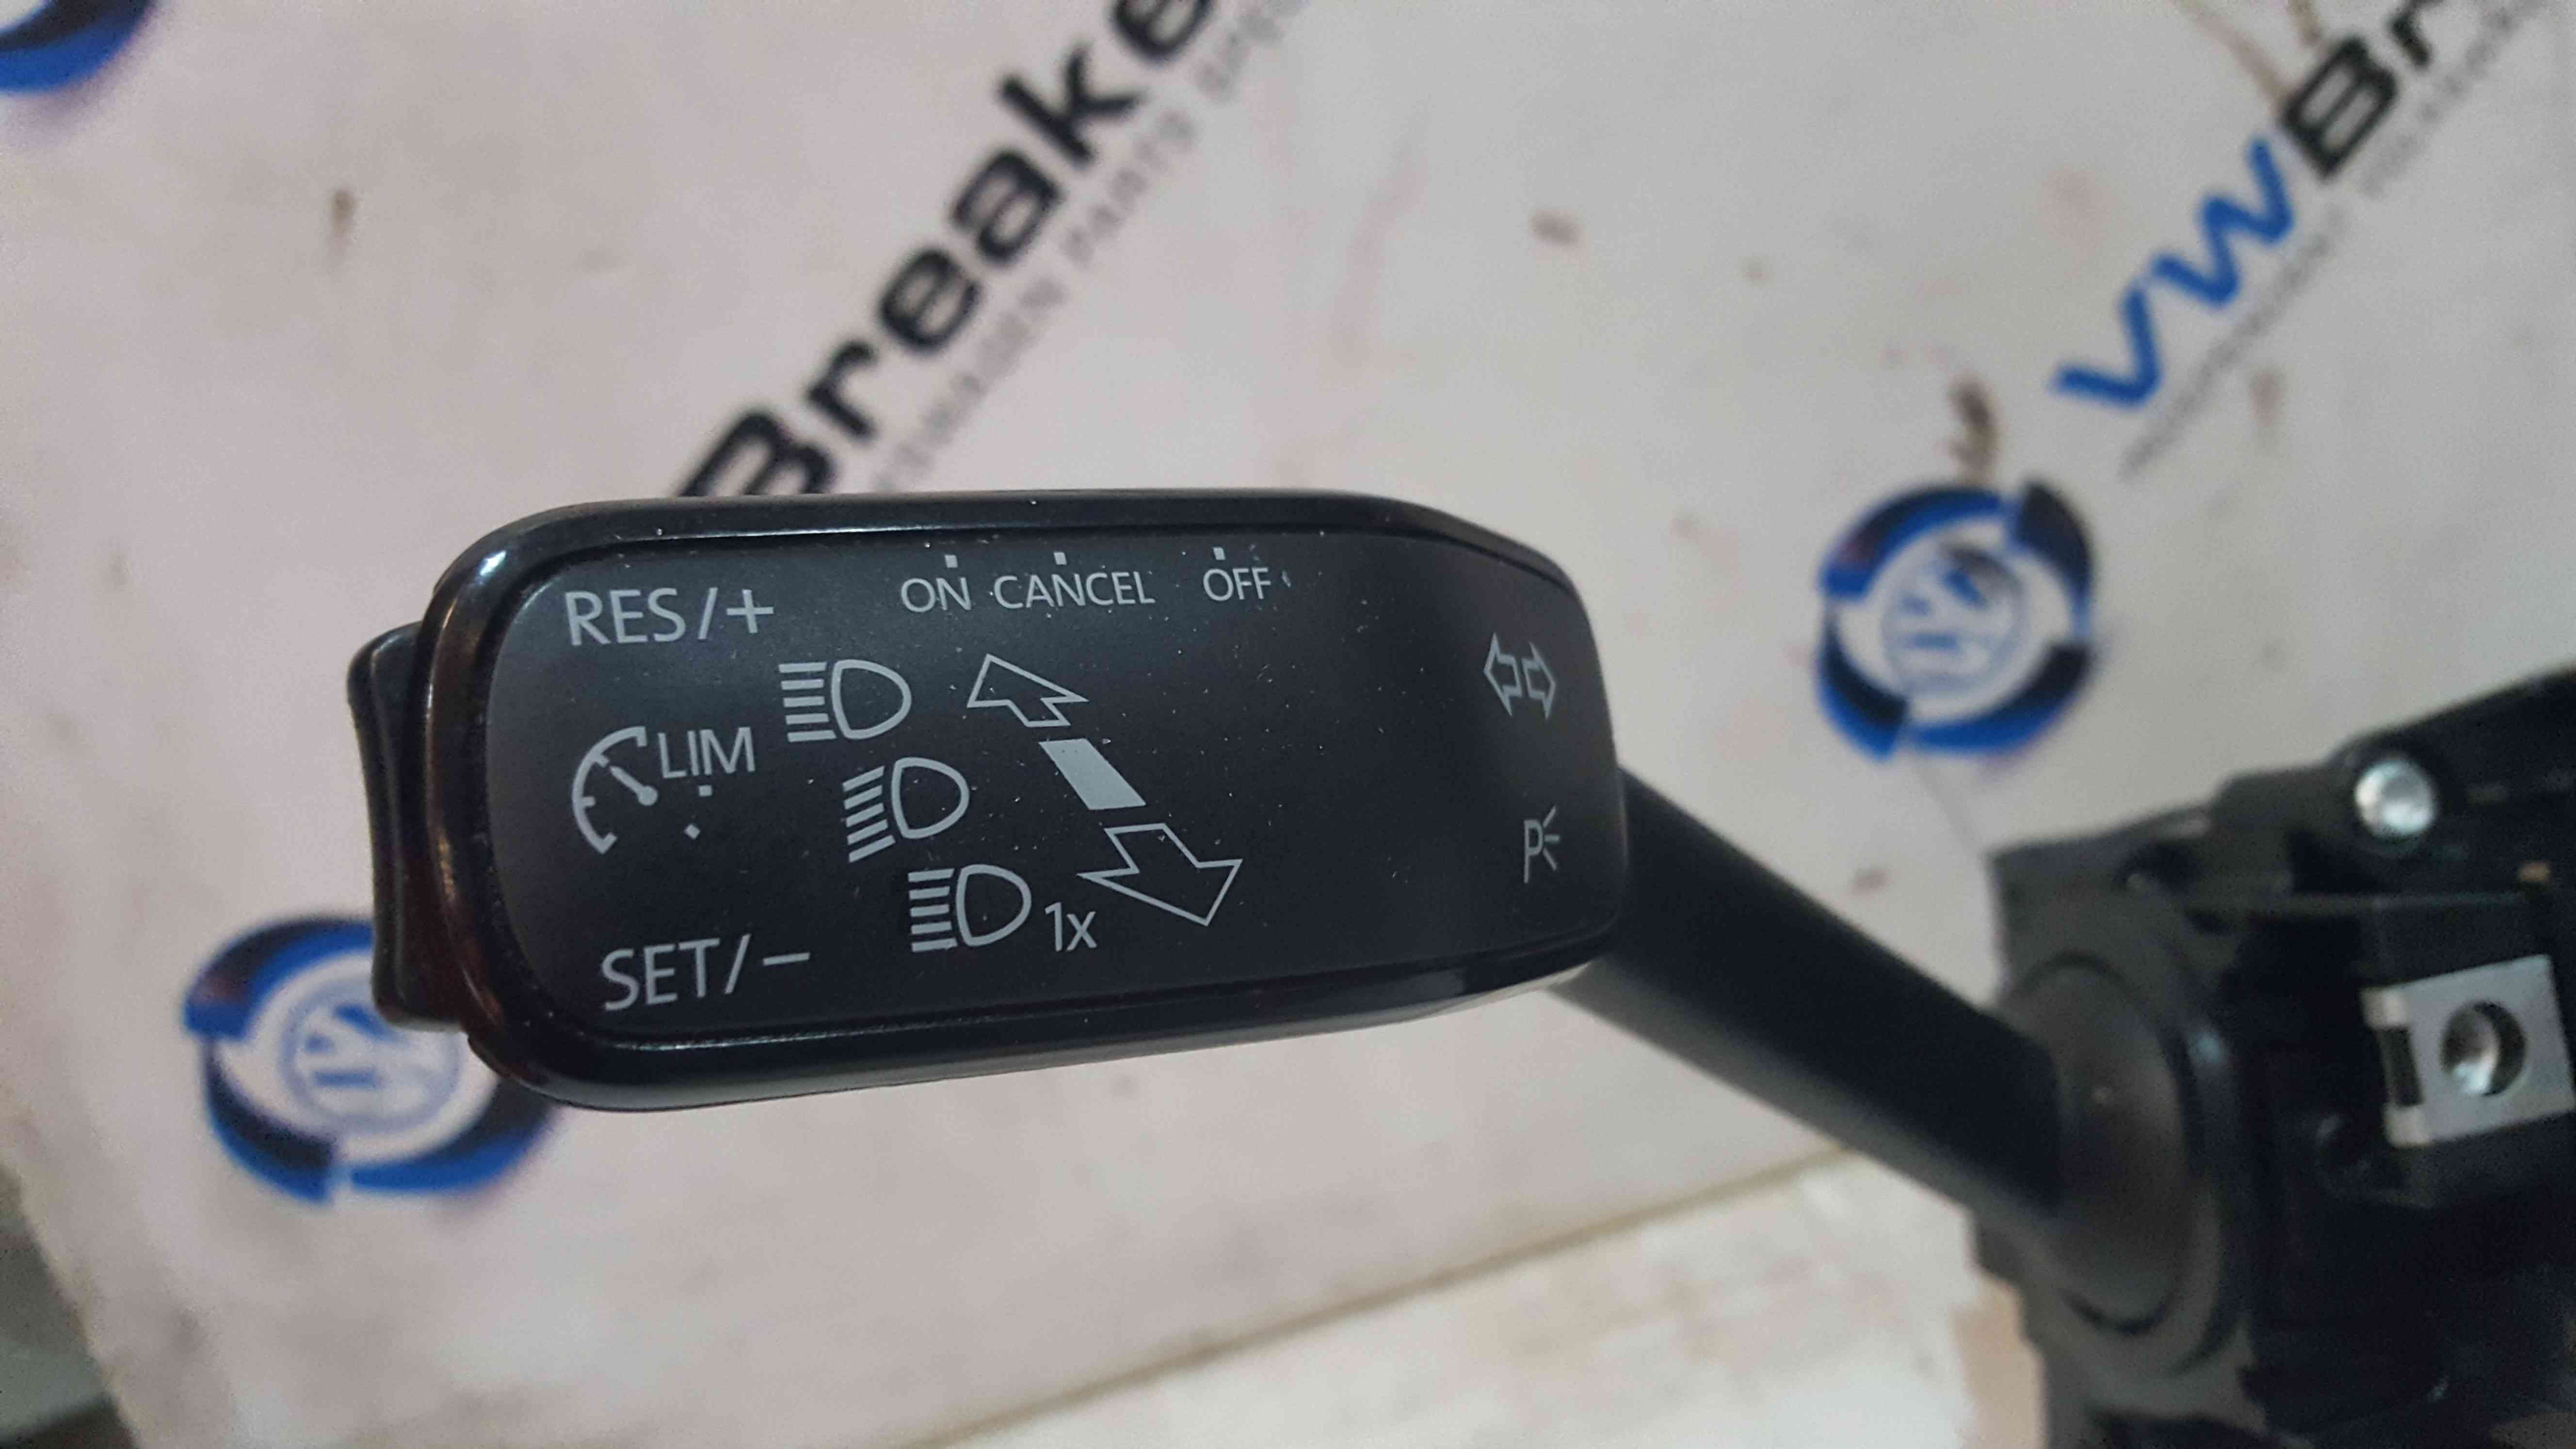 Breake
vwBr
RES/+
ON CANCEL OFF
LIM
1x
SET/-
P